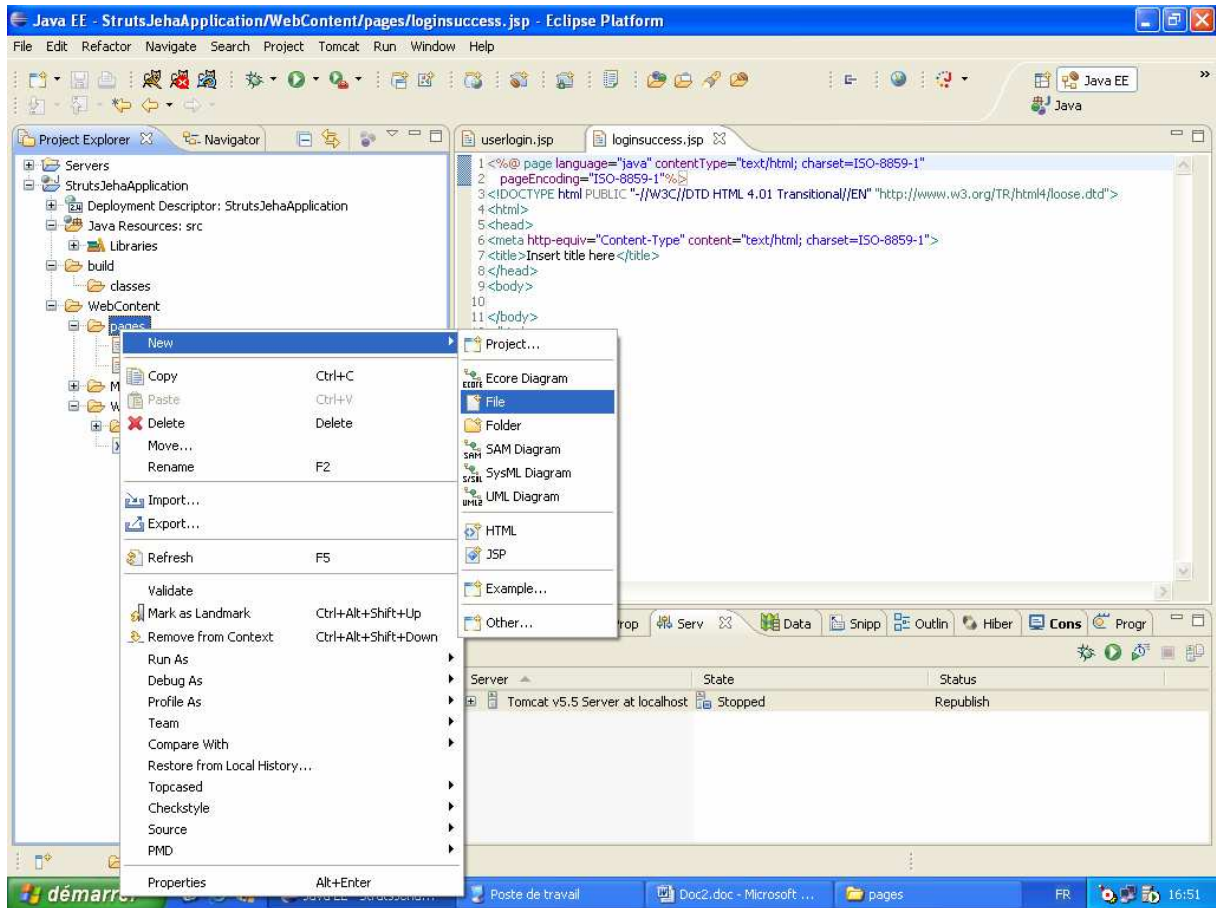 Java EE - StrutsJehaApplication/WebContent/pages/loginsuccess.jsp - Eclipse Platform
File Edit Refactor Navigate Search Project Tomcat Run Window Help
Java EE
»
Java
Project Explorer
Navigator
userlogin.jsp
loginsuccess.jsp
Servers
StrutsJehaApplication
Deployment Descriptor: StrutsJehaApplication
Java Resources: src
Libraries
build
classes
WebContent
pages
M
W
1 <%@ page language="java" contentType="text/html; charset=ISO-8859-1"
2 pageEncoding="ISO-8859-1"%>
3 <!DOCTYPE html PUBLIC "-//W3C//DTD HTML 4.01 Transitional//EN" "http://www.w3.org/TR/html4/loose.dtd">
4 <html>
5 <head>
6 <meta http-equiv="Content-Type" content="text/html; charset=ISO-8859-1">
7 <title>Insert title here</title>
8 </head>
9 <body>
10
11 </body>
New
Copy Ctrl+C
Paste Ctrl+V
Delete Delete
Move...
Rename F2
Import...
Export...
Refresh F5
Validate
Mark as Landmark Ctrl+Alt+Shift+Up
Remove from Context Ctrl+Alt+Shift+Down
Run As
Debug As
Profile As
Team
Compare With
Restore from Local History...
Topcased
Checkstyle
Source
PMD
Properties Alt+Enter
Project...
Ecore Diagram
File
Folder
SAM Diagram
SysML Diagram
UML Diagram
HTML
JSP
Example...
Other...
rop
Serv
Data
Snipp
Outlin
Hiber
Cons
Progr
Server State Status
Tomcat v5.5 Server at localhost Stopped Republish
Poste de travail
Doc2.doc - Microsoft ...
pages
FR
16:51